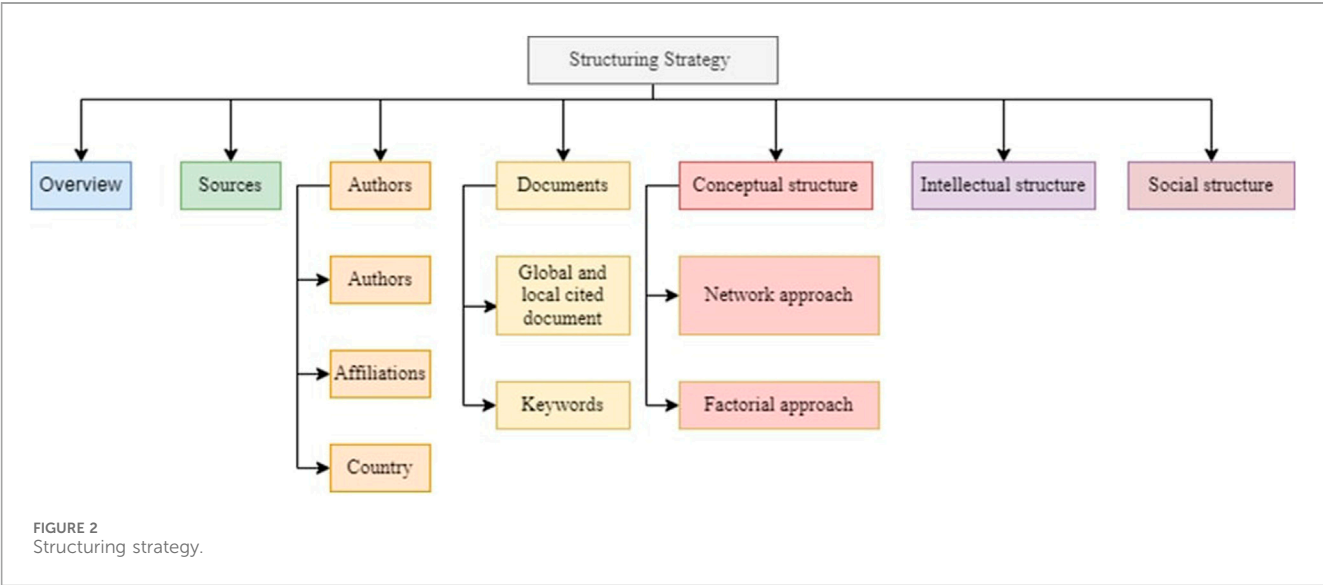 Structuring Strategy
Overview
Sources
Authors
Documents
Conceptual structure
Intellectual structure
Social structure
Authors
Global and
local cited
document
Network approach
Affiliations
Keywords
Factorial approach
Country
FIGURE 2
Structuring strategy.